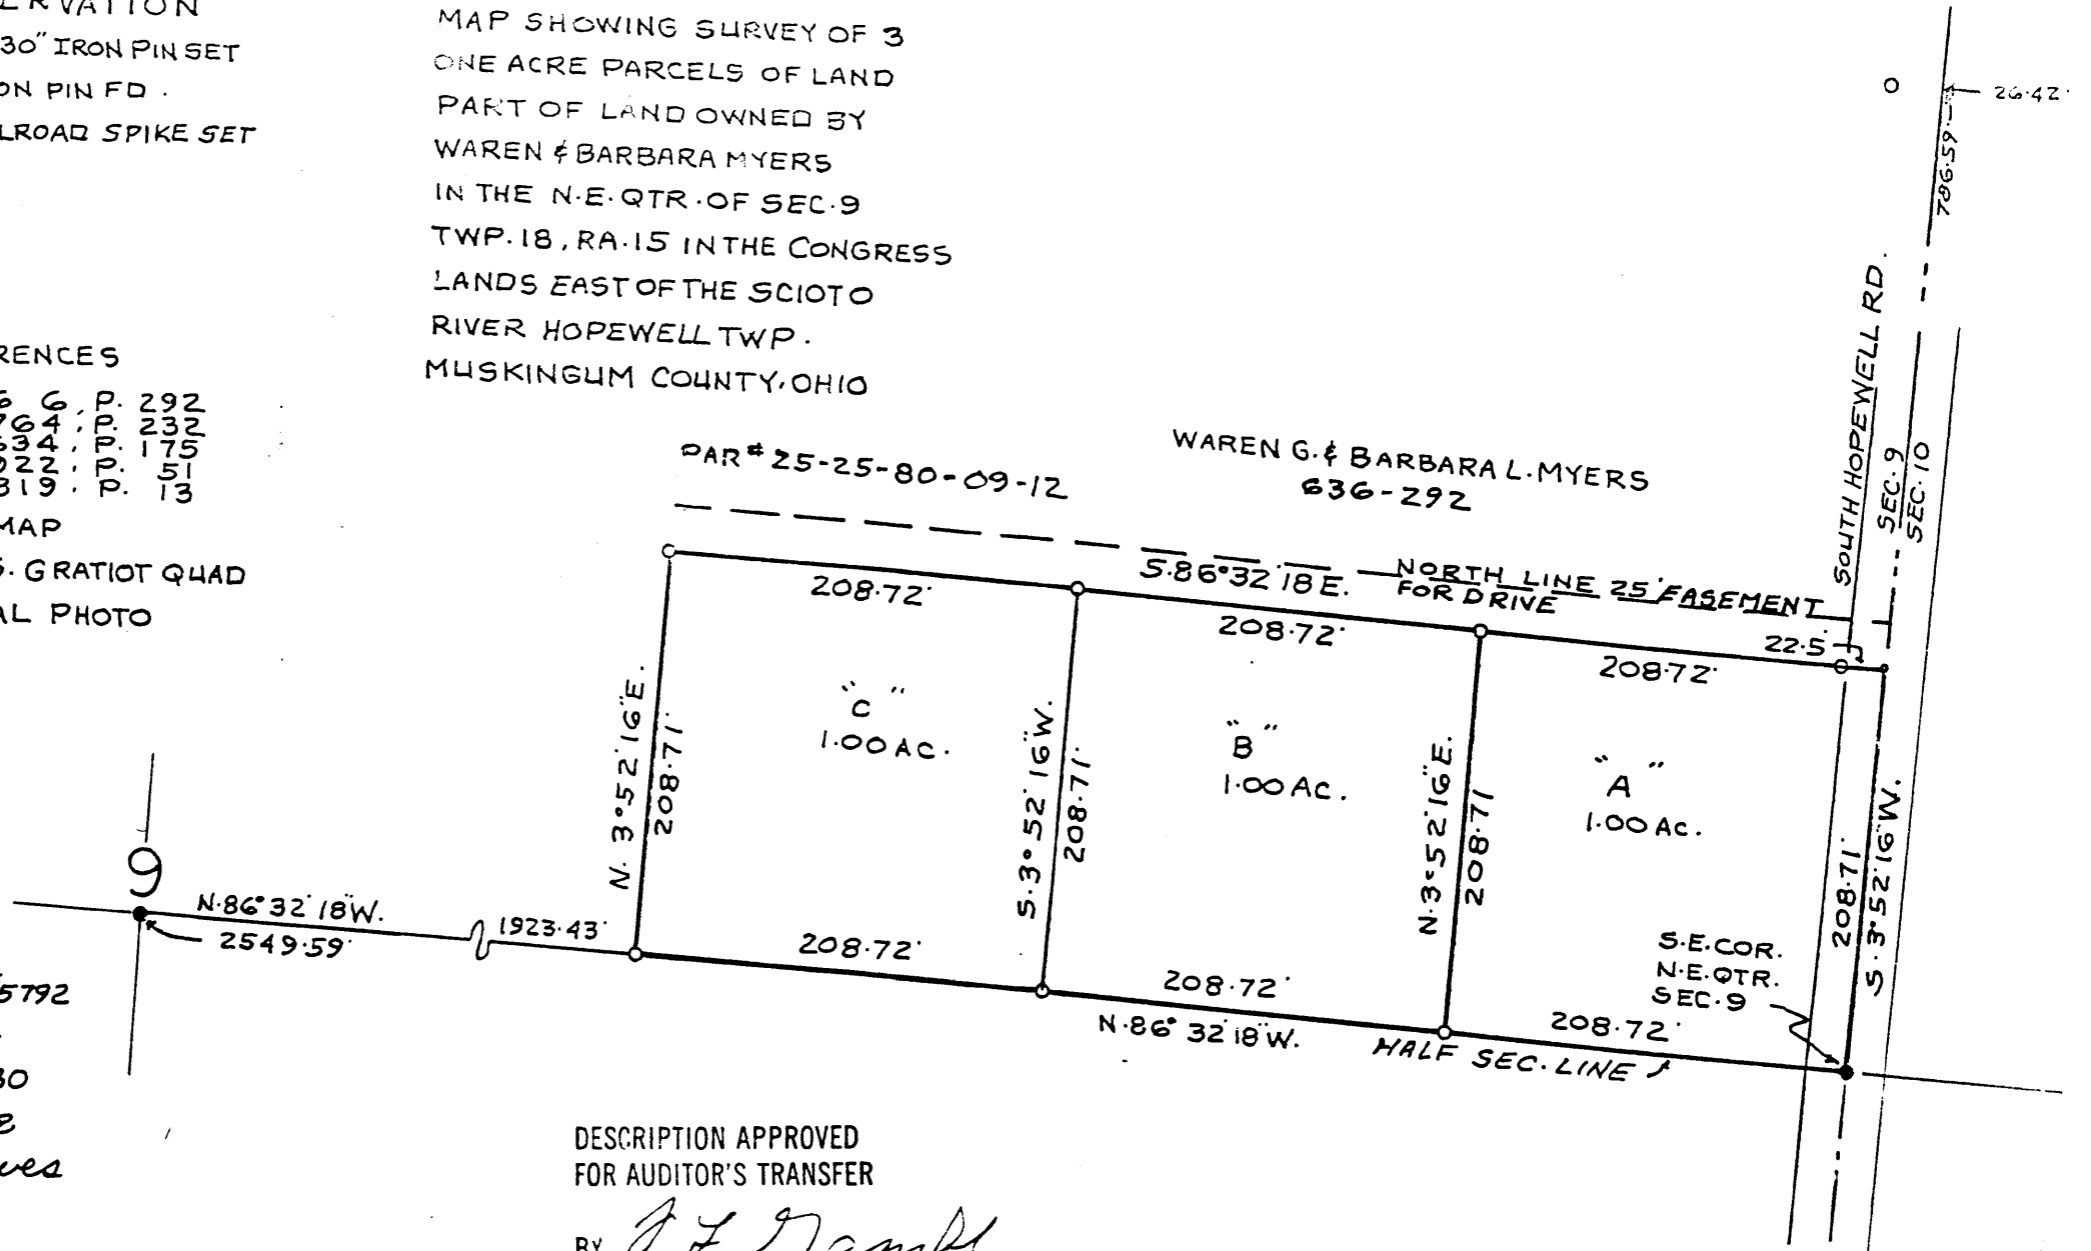 ERVATION
30" IRON PIN SET
ON PIN FD.
LROAD SPIKE SET
MAP SHOWING SURVEY OF 3
ONE ACRE PARCELS OF LAND
PART OF LAND OWNED BY
WAREN & BARBARA MYERS
IN THE N.E. QTR. OF SEC. 9
TWP. 18, RA. 15 IN THE CONGRESS
LANDS EAST OF THE SCIOTO
RIVER HOPEWELL TWP.
MUSKINGUM COUNTY, OHIO
26.42'
786.59'
SOUTH HOPEWELL RD.
SEC. 9
SEC. 10
RENCES
6 6, P. 292
764, P. 232
634, P. 175
922, P. 51
819, P. 13
MAP
S. GRATIOT QUAD
AL PHOTO
PAR# 25-25-80-09-12
WAREN G. & BARBARA L. MYERS
636-292
S. 86° 32' 18" E.
NORTH LINE 25' EASEMENT
FOR DRIVE
208.72'
208.72'
208.72'
22.5'
"C"
1.00 AC.
"B"
1.00 AC.
"A"
1.00 AC.
N. 3° 52' 16" E.
208.71'
S. 3° 52' 16" W.
208.71'
N. 3° 52' 16" E.
208.71'
208.71'
S. 3° 52' 16" W.
9
N. 86° 32' 18" W.
2549.59'
1923.43'
208.72'
208.72'
208.72'
N. 86° 32' 18" W.
HALF SEC. LINE
S.E. COR.
N.E. QTR.
SEC. 9
5792
30
ves
DESCRIPTION APPROVED
FOR AUDITOR'S TRANSFER
BY